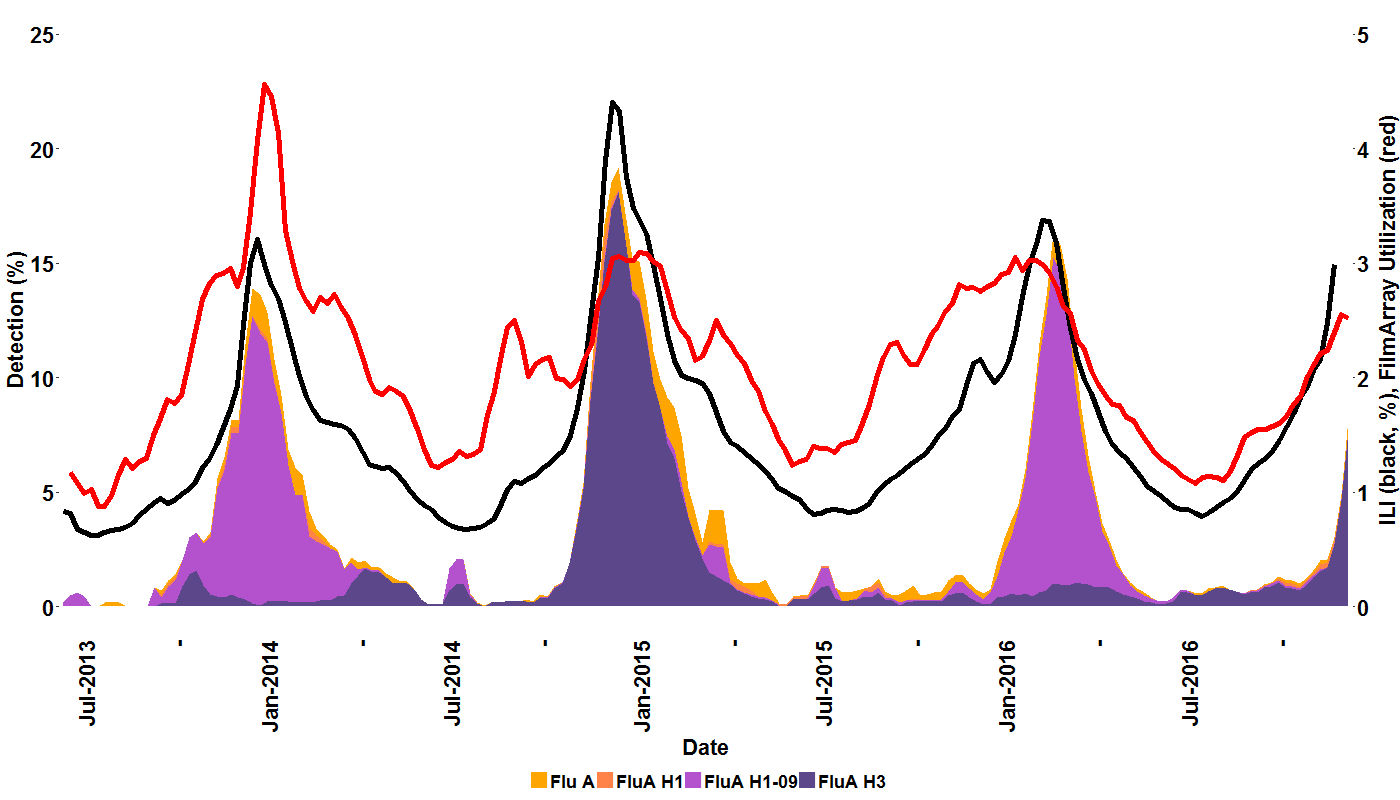 25
20
15
10
5
0
Detection (%)
5
4
3
2
1
0
ILI (black, %), FilmArray Utilization (red)
Jul-2013
-
Jan-2014
-
Jul-2014
-
Jan-2015
-
Jul-2015
-
Jan-2016
-
Jul-2016
-
Date
Flu A FluA H1 FluA H1-09 FluA H3